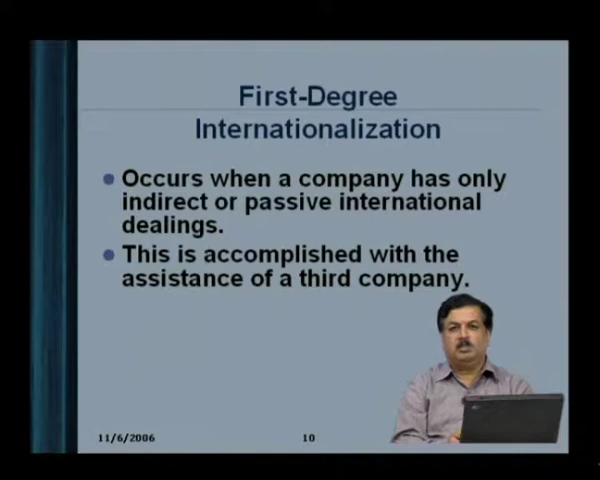 First-Degree
Internationalization
Occurs when a company has only
indirect or passive international
dealings.
This is accomplished with the
assistance of a third company.
11/6/2006
10